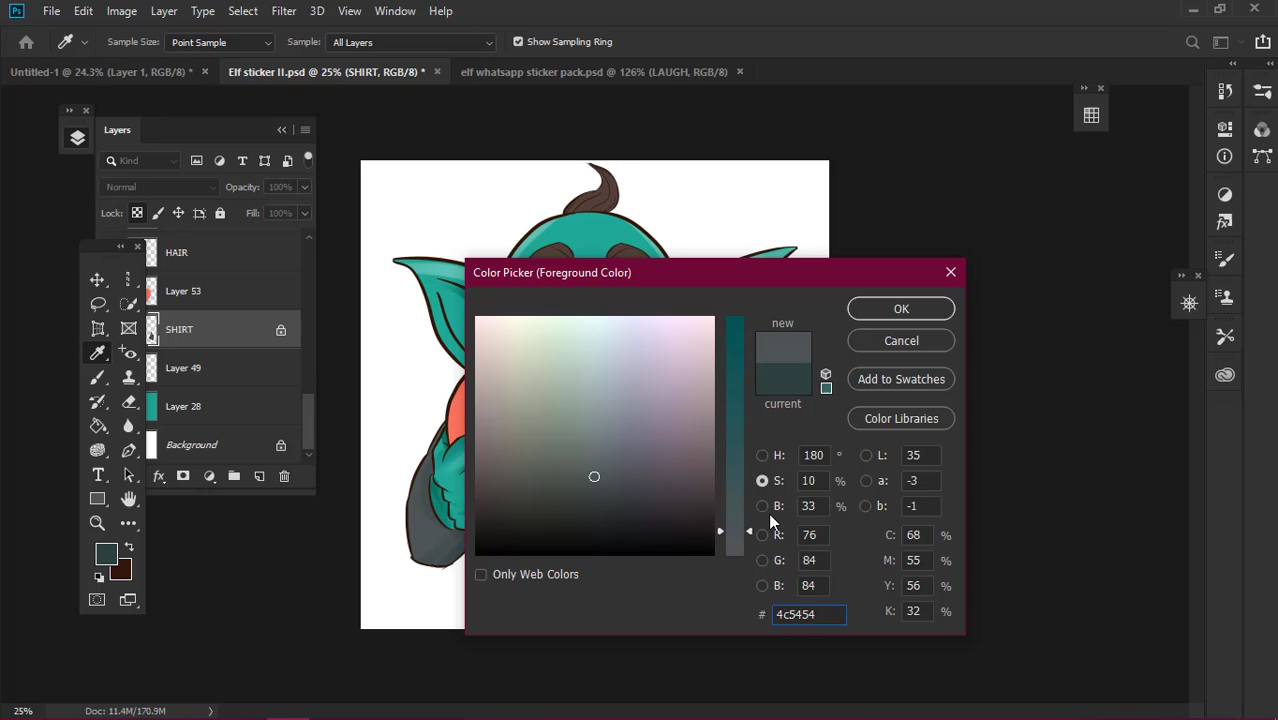 Ps File Edit Image Layer Type Select Filter 3D View Window Help
Sample Size: Point Sample Sample: All Layers Show Sampling Ring
Untitled-1 @ 24.3% (Layer 1, RGB/8) * Elf sticker II.psd @ 25% (SHIRT, RGB/8) * elf whatsapp sticker pack.psd @ 126% (LAUGH, RGB/8)
Layers
Kind
Normal Opacity: 100%
Lock: Fill: 100%
HAIR
Layer 53
SHIRT
Layer 49
Layer 28
Background
Color Picker (Foreground Color)
new
current
OK
Cancel
Add to Swatches
Color Libraries
H: 180 ° L: 35
S: 10 % a: -3
B: 33 % b: -1
R: 76 C: 68 %
G: 84 M: 55 %
B: 84 Y: 56 %
# 4c5454 K: 32 %
Only Web Colors
25% Doc: 11.4M/170.9M